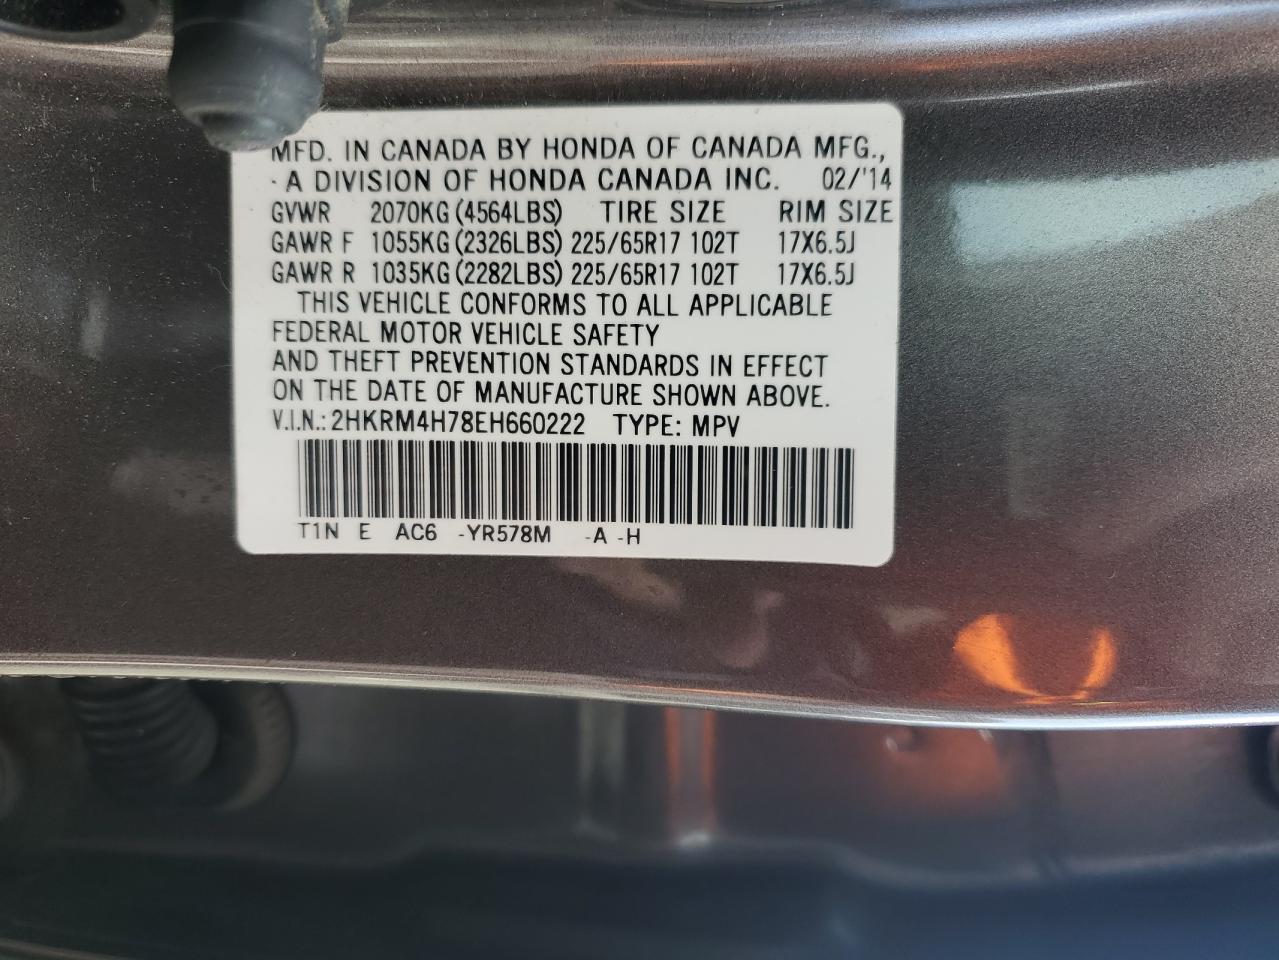 MFD. IN CANADA BY HONDA OF CANADA MFG.,
A DIVISION OF HONDA CANADA INC. 02/'14
GVWR 2070KG (4564LBS) TIRE SIZE RIM SIZE
GAWR F 1055KG (2326LBS) 225/65R17 102T 17X6.5J
GAWR R 1035KG (2282LBS) 225/65R17 102T 17X6.5J
THIS VEHICLE CONFORMS TO ALL APPLICABLE
FEDERAL MOTOR VEHICLE SAFETY
AND THEFT PREVENTION STANDARDS IN EFFECT
ON THE DATE OF MANUFACTURE SHOWN ABOVE.
V.I.N.: 2HKRM4H78EH660222 TYPE: MPV
T1N E AC6 -YR578M -A -H